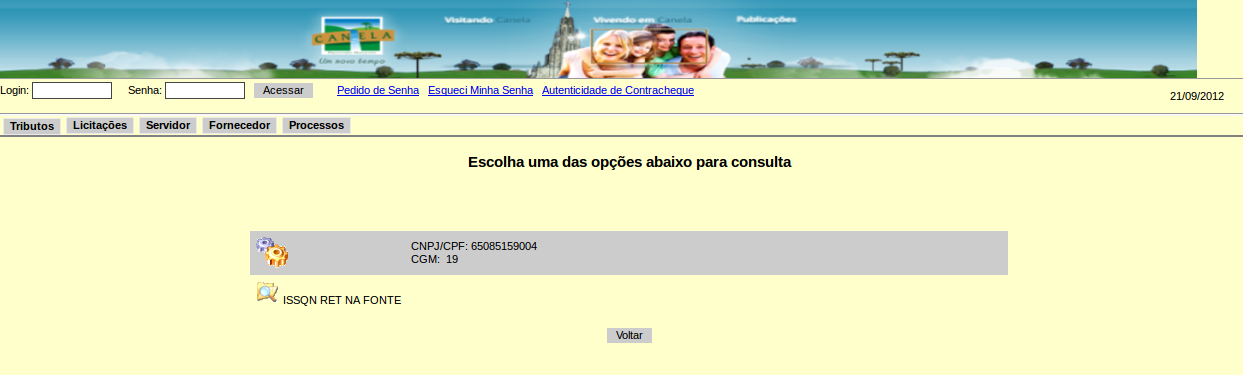 Visitando Canela
Vivendo em Canela
Publicações
CANELA
Um novo tempo
Login:
Senha:
Acessar
Pedido de Senha
Esqueci Minha Senha
Autenticidade de Contracheque
21/09/2012
Tributos
Licitações
Servidor
Fornecedor
Processos
Escolha uma das opções abaixo para consulta
CNPJ/CPF: 65085159004
CGM: 19
ISSQN RET NA FONTE
Voltar